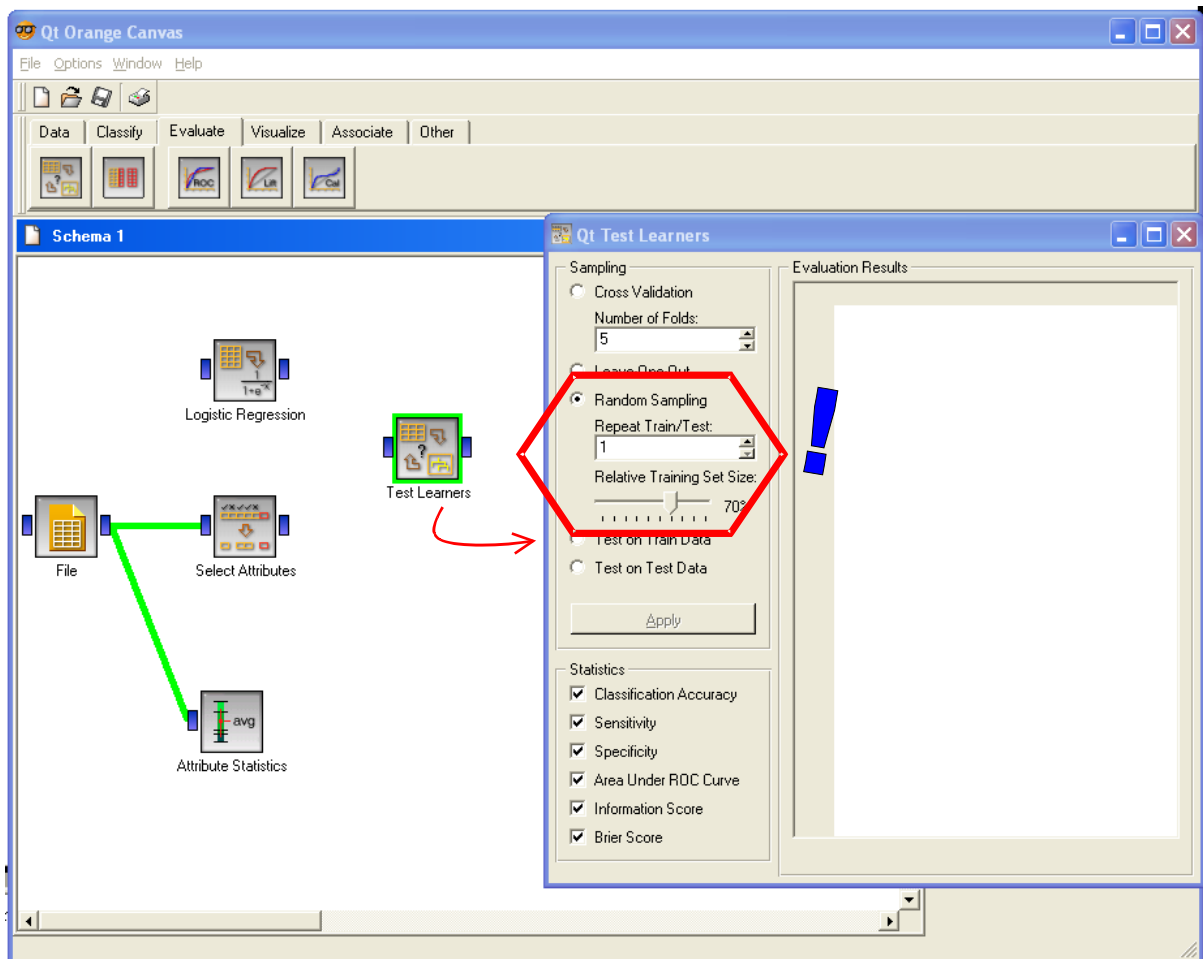 Qt Orange Canvas
File Options Window Help
Data Classify Evaluate Visualize Associate Other
? ROC Lift Cal
Schema 1
Qt Test Learners
Sampling
Cross Validation
Number of Folds:
5
Leave One Out
Random Sampling
Repeat Train/Test:
1
Relative Training Set Size:
70%
Test on Train Data
Test on Test Data
Apply
Statistics
Classification Accuracy
Sensitivity
Specificity
Area Under ROC Curve
Information Score
Brier Score
Evaluation Results
!
1
1+e^-x
Logistic Regression
?
Test Learners
File
Select Attributes
avg
Attribute Statistics